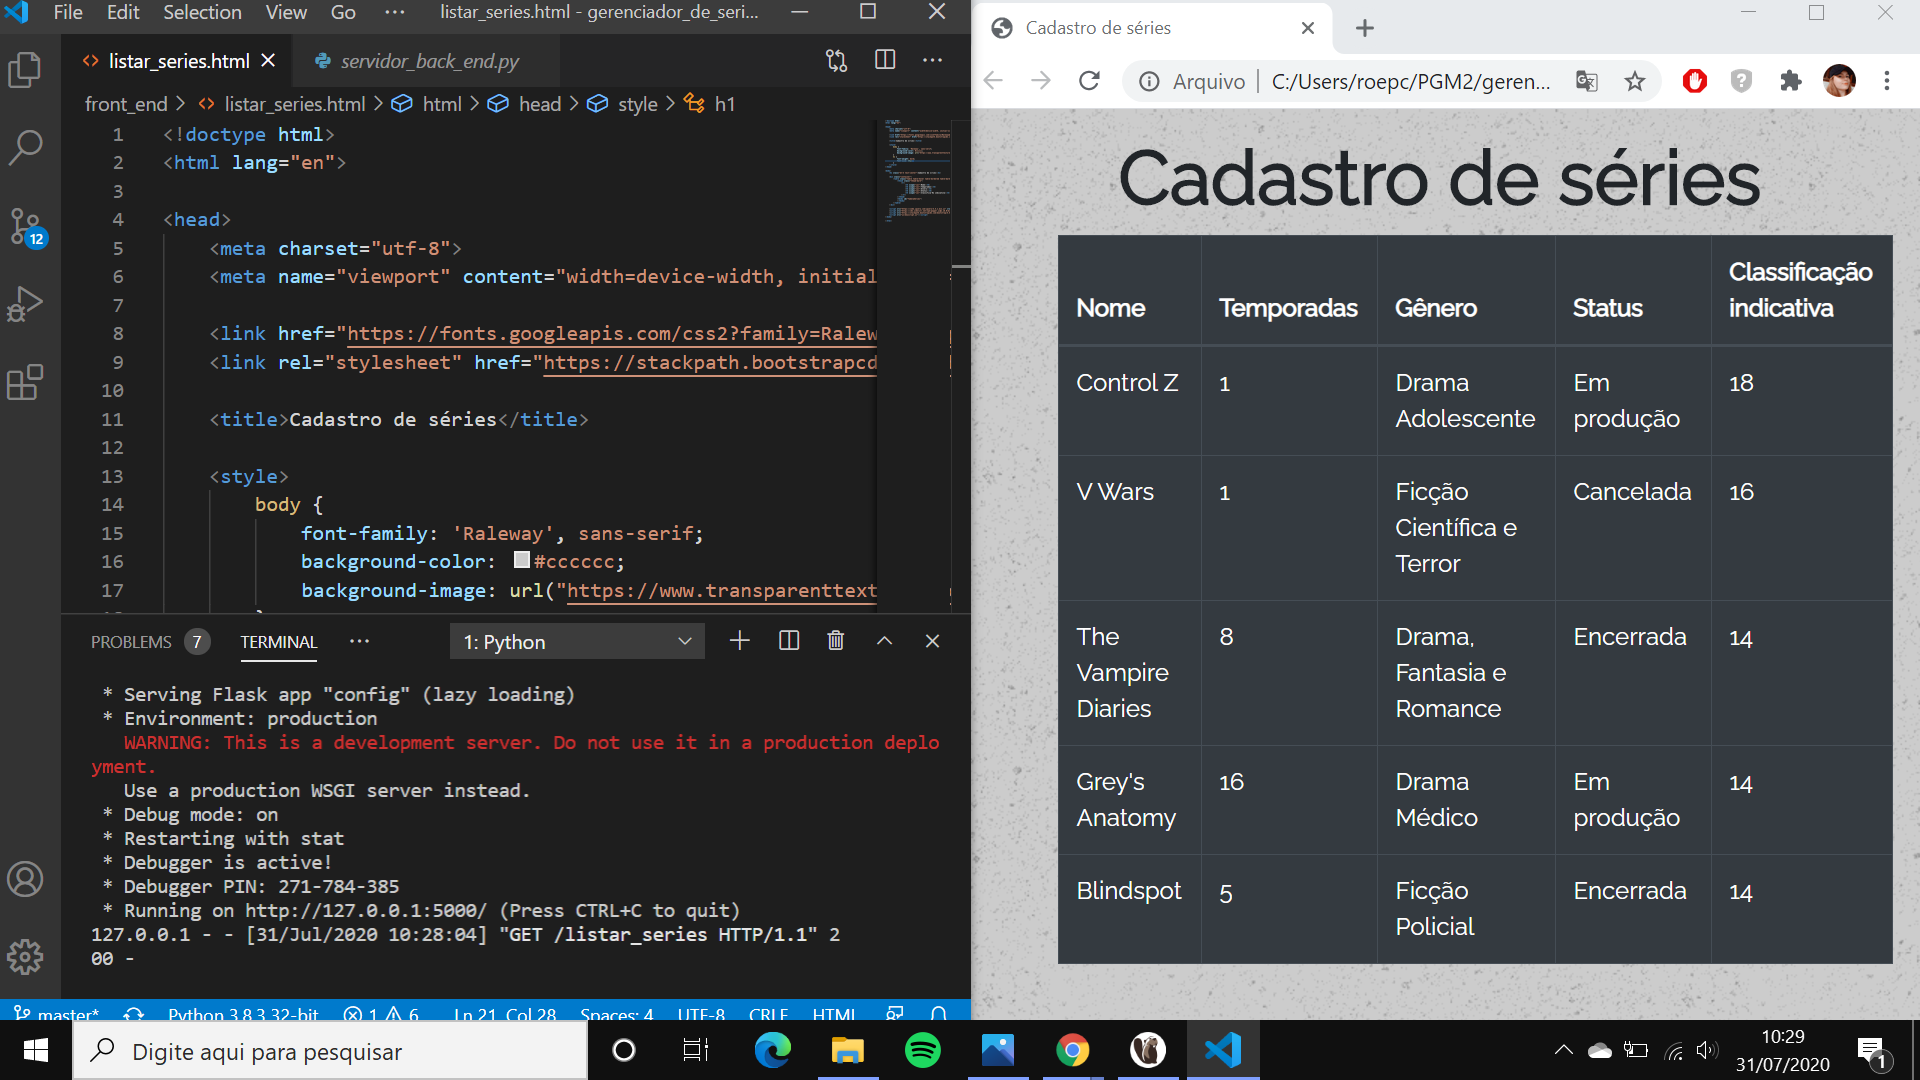 File Edit Selection View Go ··· listar_series.html - gerenciador_de_seri...
listar_series.html servidor_back_end.py
front_end > listar_series.html > html > head > style > h1
1 <!doctype html>
2 <html lang="en">
3
4 <head>
5 <meta charset="utf-8">
6 <meta name="viewport" content="width=device-width, initial
7
8 <link href="https://fonts.googleapis.com/css2?family=Ralew
9 <link rel="stylesheet" href="https://stackpath.bootstrapcd
10
11 <title>Cadastro de séries</title>
12
13 <style>
14 body {
15 font-family: 'Raleway', sans-serif;
16 background-color: #cccccc;
17 background-image: url("https://www.transparenttext
PROBLEMS 7 TERMINAL ··· 1: Python
* Serving Flask app "config" (lazy loading)
* Environment: production
WARNING: This is a development server. Do not use it in a production deplo
yment.
Use a production WSGI server instead.
* Debug mode: on
* Restarting with stat
* Debugger is active!
* Debugger PIN: 271-784-385
* Running on http://127.0.0.1:5000/ (Press CTRL+C to quit)
127.0.0.1 - - [31/Jul/2020 10:28:04] "GET /listar_series HTTP/1.1" 2
00 -
12
master* Python 3.8.3 32-bit 1 6 Ln 21, Col 28 Spaces: 4 UTF-8 CRLF HTML
Cadastro de séries
Arquivo | C:/Users/roepc/PGM2/geren...
Cadastro de séries
Nome Temporadas Gênero Status Classificação
indicativa
Control Z 1 Drama Em 18
Adolescente produção
V Wars 1 Ficção Cancelada 16
Científica e
Terror
The 8 Drama, Encerrada 14
Vampire Fantasia e
Diaries Romance
Grey's 16 Drama Em 14
Anatomy Médico produção
Blindspot 5 Ficção Encerrada 14
Policial
Digite aqui para pesquisar
10:29
31/07/2020
1